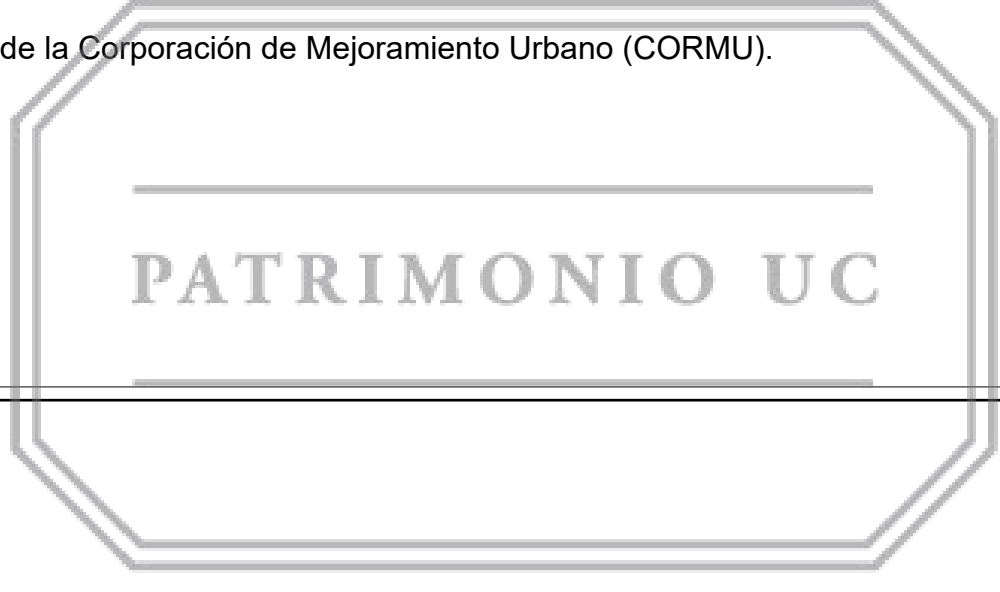 de la Corporación de Mejoramiento Urbano (CORMU).
PATRIMONIO UC